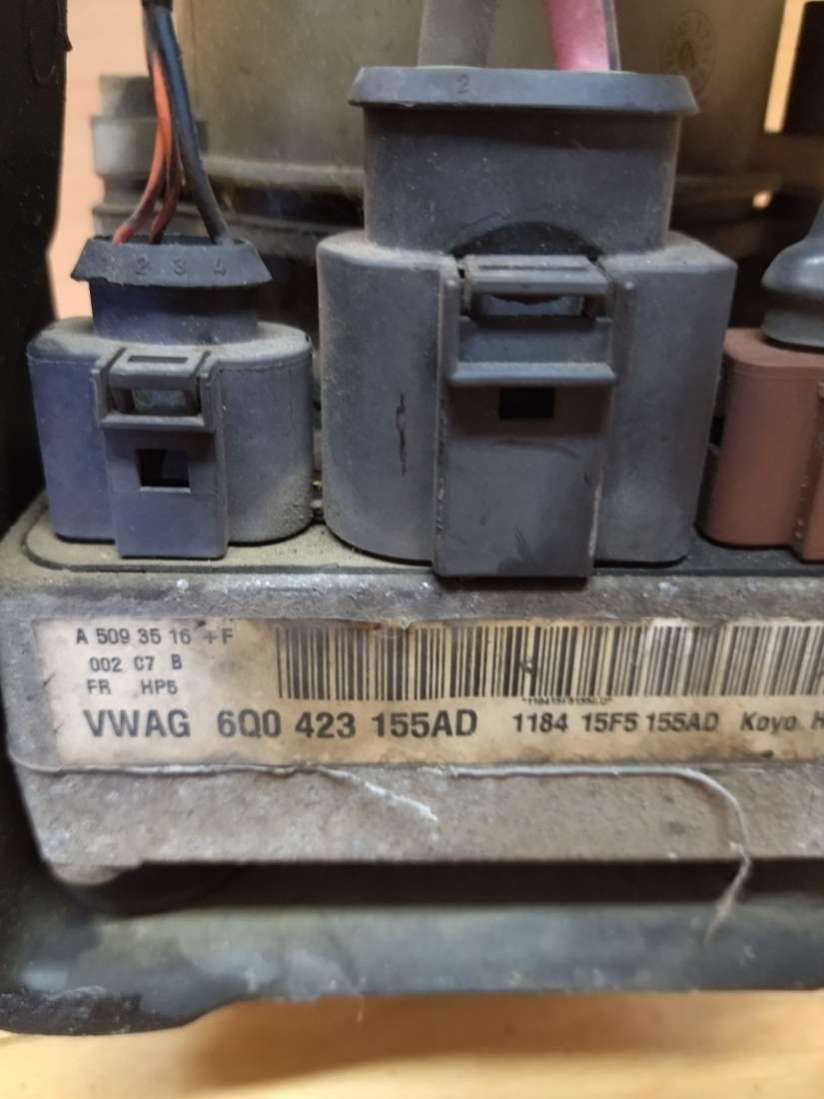 2
1 2 3 4
A 509 35 16 +F
002 C7 B
FR HP5
VWAG 6Q0 423 155AD 1184 15F5 155AD Koyo H